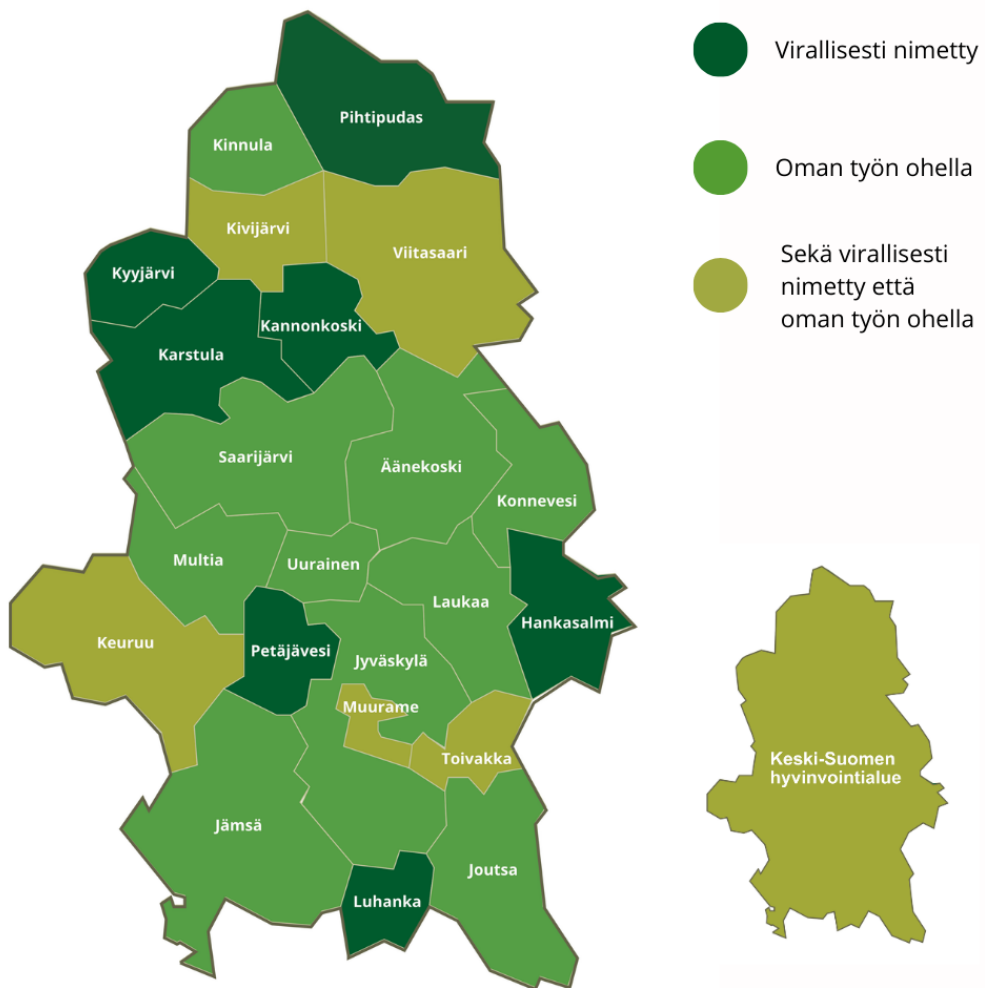 Virallisesti nimetty
Oman työn ohella
Sekä virallisesti
nimetty että
oman työn ohella
Pihtipudas
Kinnula
Kivijärvi
Viitasaari
Kyyjärvi
Kannonkoski
Karstula
Saarijärvi
Äänekoski
Konnevesi
Multia
Uurainen
Laukaa
Hankasalmi
Keuruu
Petäjävesi
Jyväskylä
Muurame
Toivakka
Jämsä
Joutsa
Luhanka
Keski-Suomen
hyvinvointialue